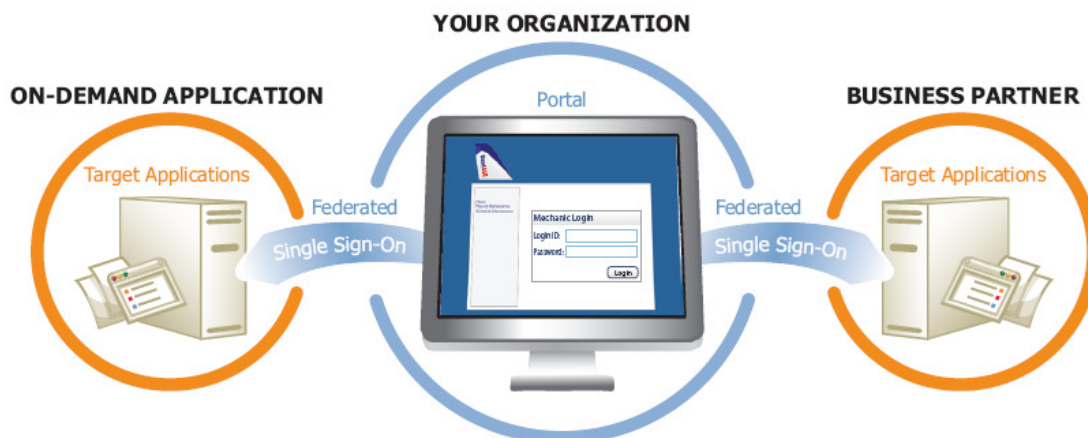 YOUR ORGANIZATION
ON-DEMAND APPLICATION
BUSINESS PARTNER
Portal
Target Applications
Target Applications
Federated
Single Sign-On
Federated
Single Sign-On
Mechanic Login
Login ID:
Password:
Login